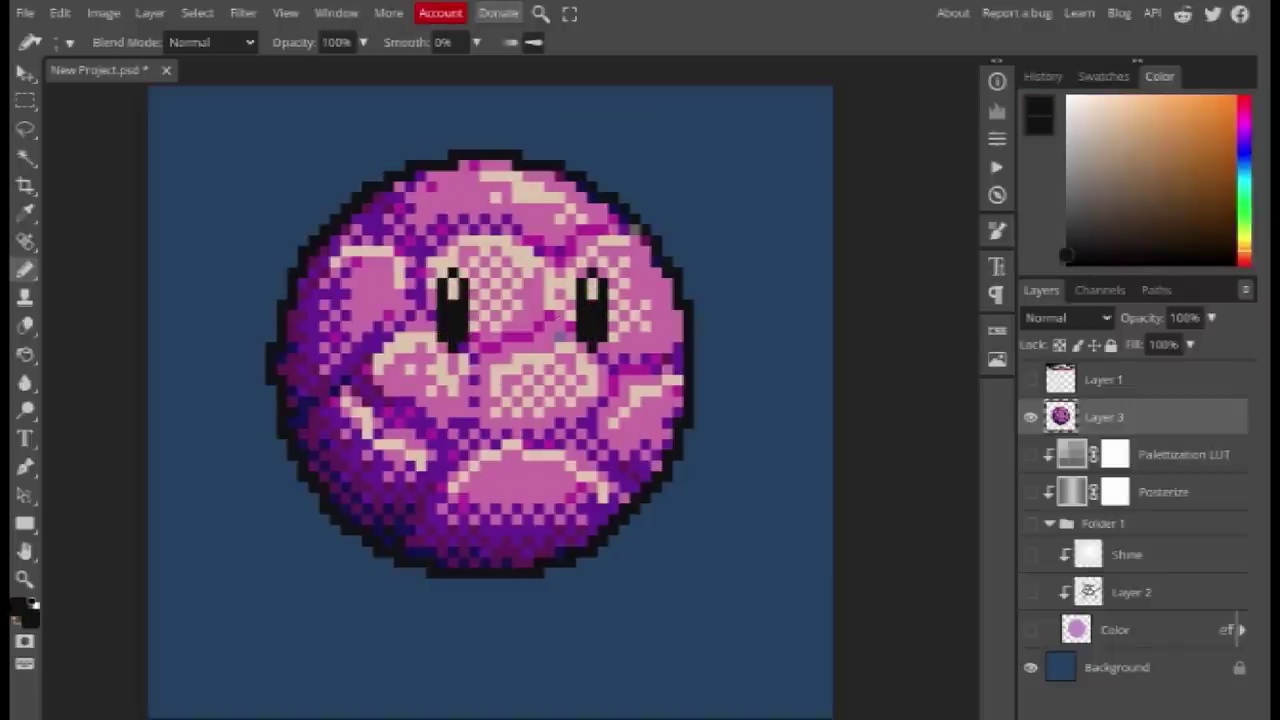 File Edit Image Layer Select Filter View Window More Account Donate About Report a bug Learn Blog API
Blend Mode: Normal Opacity: 100% Smooth: 0%
New Project.psd *
History Swatches Color
Layers Channels Paths
Normal Opacity: 100%
Lock: Fill: 100%
Layer 1
Layer 3
Palettization LUT
Posterize
Folder 1
Shine
Layer 2
Color eff
Background